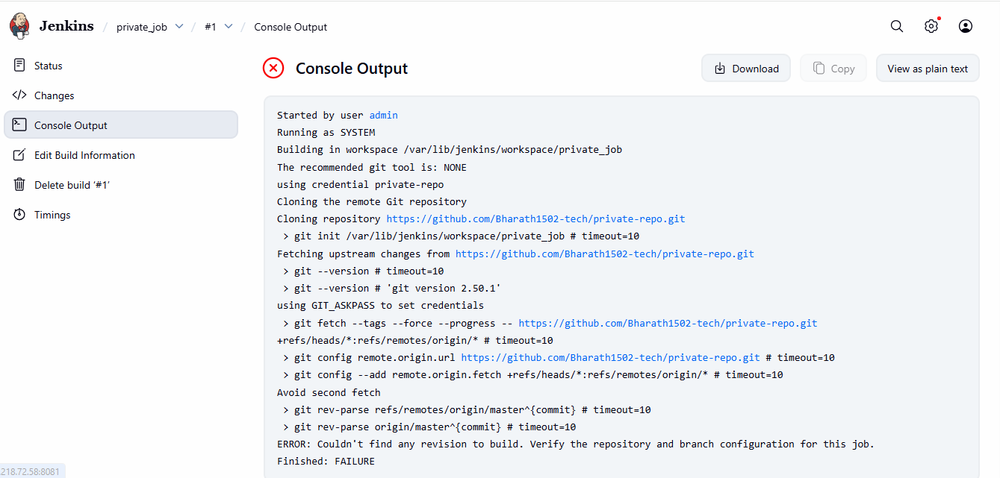 Jenkins / private_job / #1 / Console Output
Status
Changes
Console Output
Edit Build Information
Delete build '#1'
Timings
Console Output
Download
Copy
View as plain text
Started by user admin
Running as SYSTEM
Building in workspace /var/lib/jenkins/workspace/private_job
The recommended git tool is: NONE
using credential private-repo
Cloning the remote Git repository
Cloning repository https://github.com/Bharath1502-tech/private-repo.git
> git init /var/lib/jenkins/workspace/private_job # timeout=10
Fetching upstream changes from https://github.com/Bharath1502-tech/private-repo.git
> git --version # timeout=10
> git --version # 'git version 2.50.1'
using GIT_ASKPASS to set credentials
> git fetch --tags --force --progress -- https://github.com/Bharath1502-tech/private-repo.git
+refs/heads/*:refs/remotes/origin/* # timeout=10
> git config remote.origin.url https://github.com/Bharath1502-tech/private-repo.git # timeout=10
> git config --add remote.origin.fetch +refs/heads/*:refs/remotes/origin/* # timeout=10
Avoid second fetch
> git rev-parse refs/remotes/origin/master^{commit} # timeout=10
> git rev-parse origin/master^{commit} # timeout=10
ERROR: Couldn't find any revision to build. Verify the repository and branch configuration for this job.
Finished: FAILURE
.218.72.58:8081